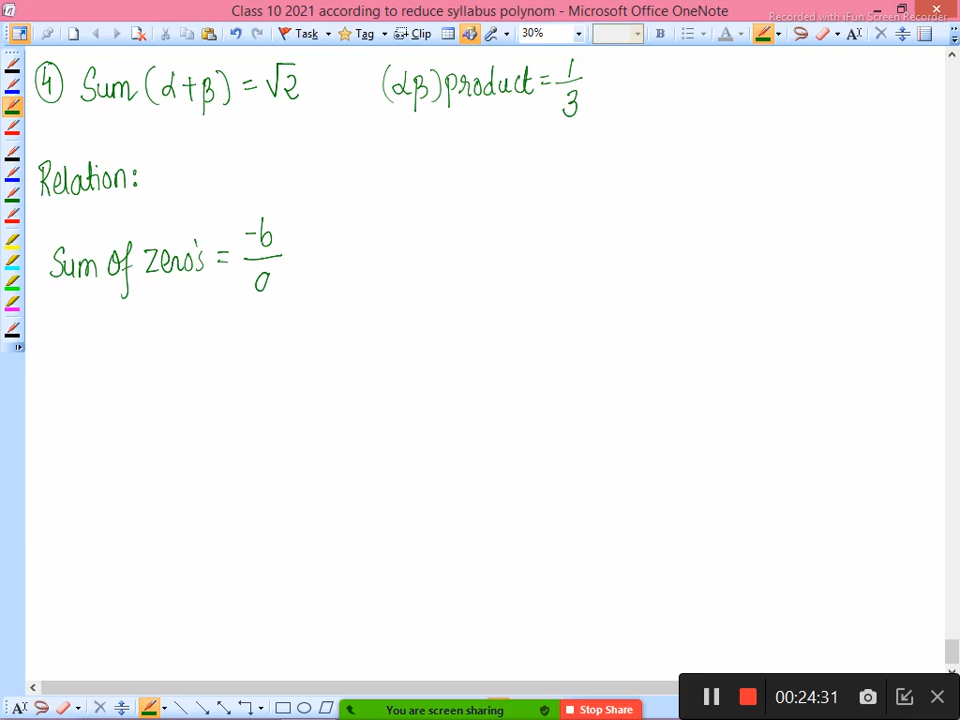 Class 10 2021 according to reduce syllabus polynom - Microsoft Office OneNote
Recorded with iFun Screen Recorder
Task Tag Clip 30% B A A
④ Sum (α+β) = √2 (αβ) product = 1/3
Relation:
Sum of zero's = -b/a
A You are screen sharing Stop Share 00:24:31